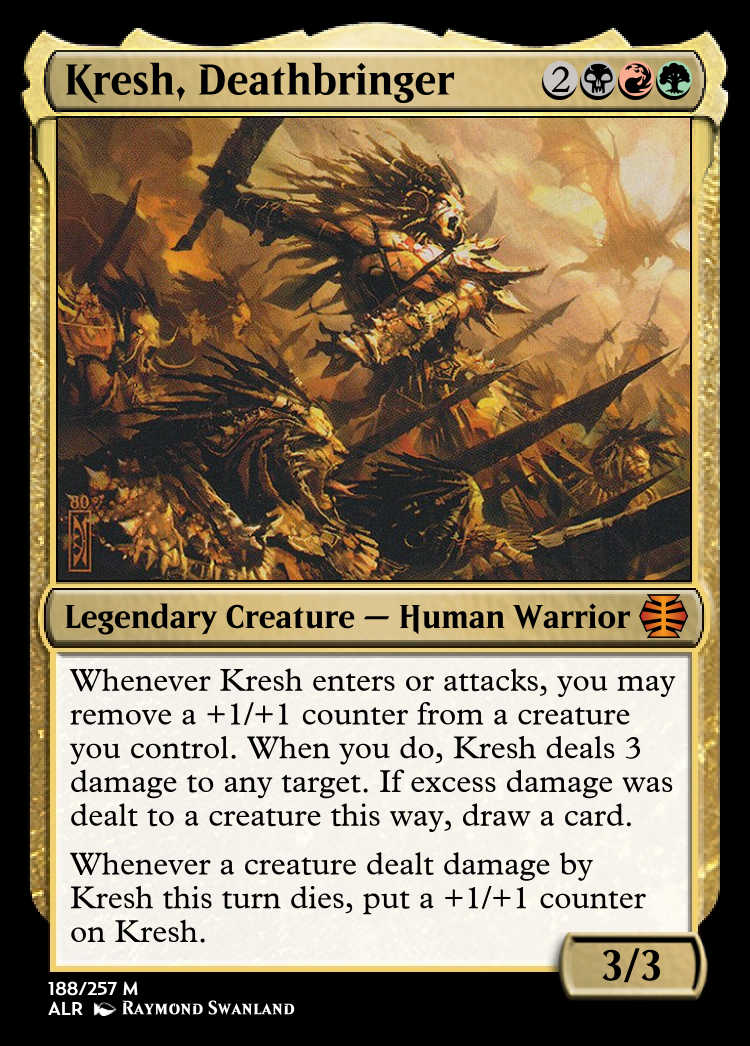 Kresh, Deathbringer 2
80
Legendary Creature — Human Warrior
Whenever Kresh enters or attacks, you may
remove a +1/+1 counter from a creature
you control. When you do, Kresh deals 3
damage to any target. If excess damage was
dealt to a creature this way, draw a card.
Whenever a creature dealt damage by
Kresh this turn dies, put a +1/+1 counter
on Kresh.
3/3
188/257 M
ALR Raymond Swanland